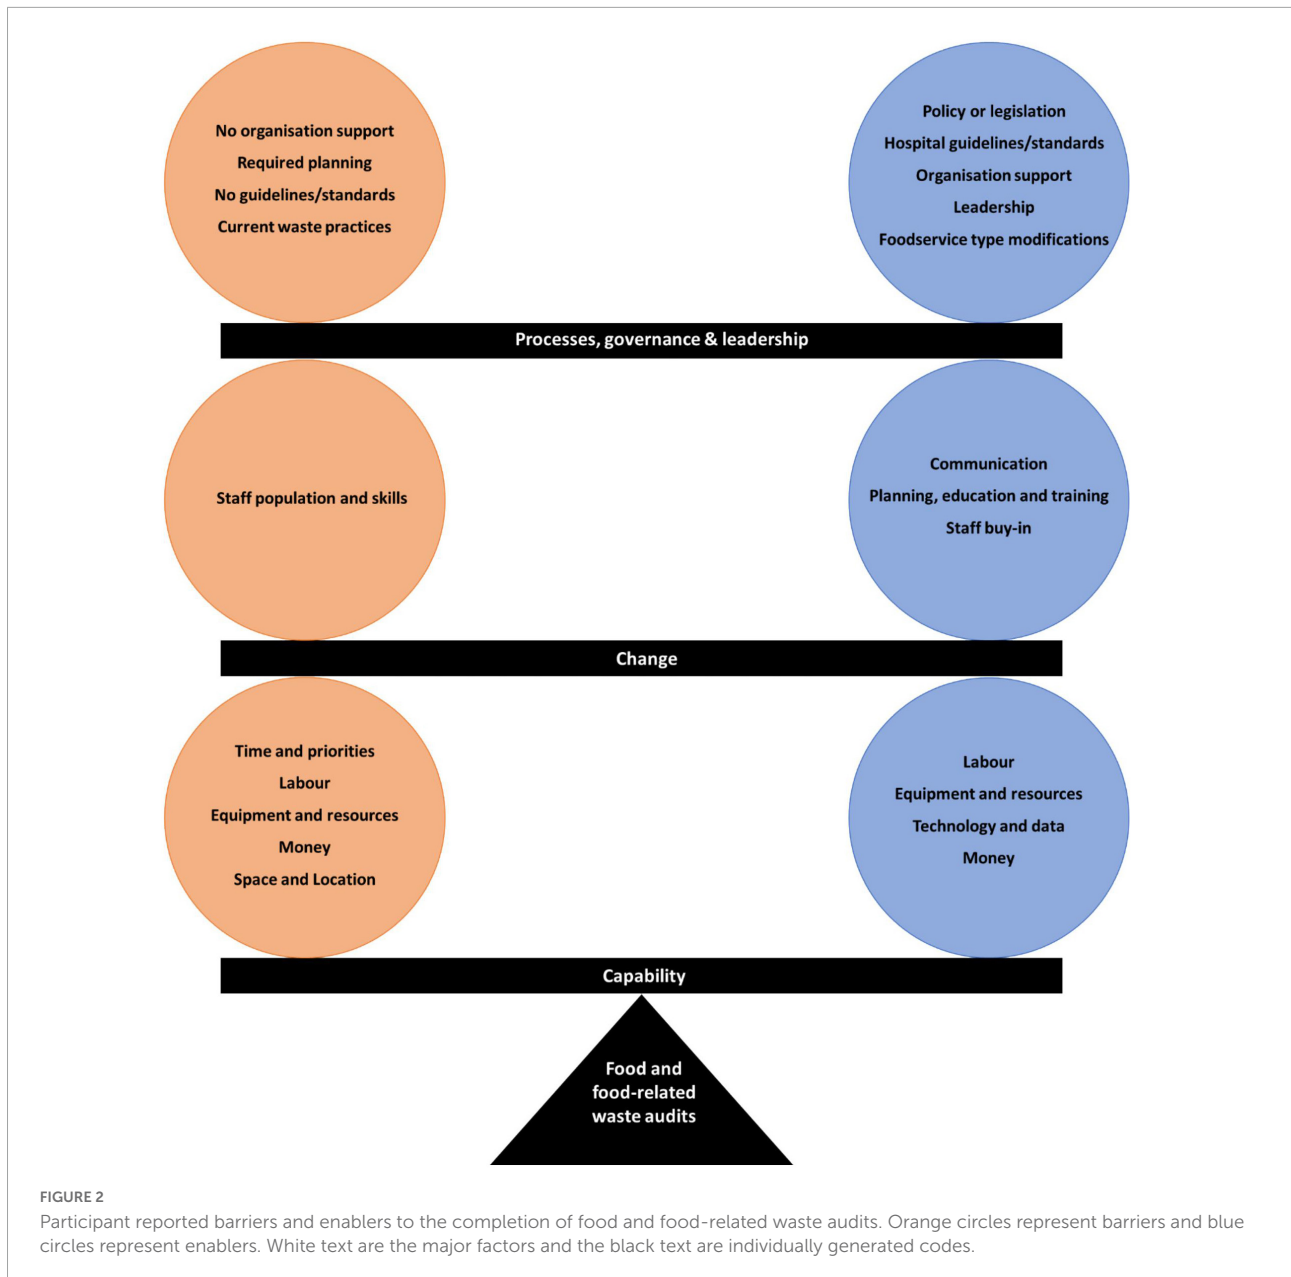 No organisation support
Required planning
No guidelines/standards
Current waste practices
Policy or legislation
Hospital guidelines/standards
Organisation support
Leadership
Foodservice type modifications
Processes, governance & leadership
Staff population and skills
Communication
Planning, education and training
Staff buy-in
Change
Time and priorities
Labour
Equipment and resources
Money
Space and Location
Labour
Equipment and resources
Technology and data
Money
Capability
Food and
food-related
waste audits
FIGURE 2
Participant reported barriers and enablers to the completion of food and food-related waste audits. Orange circles represent barriers and blue
circles represent enablers. White text are the major factors and the black text are individually generated codes.